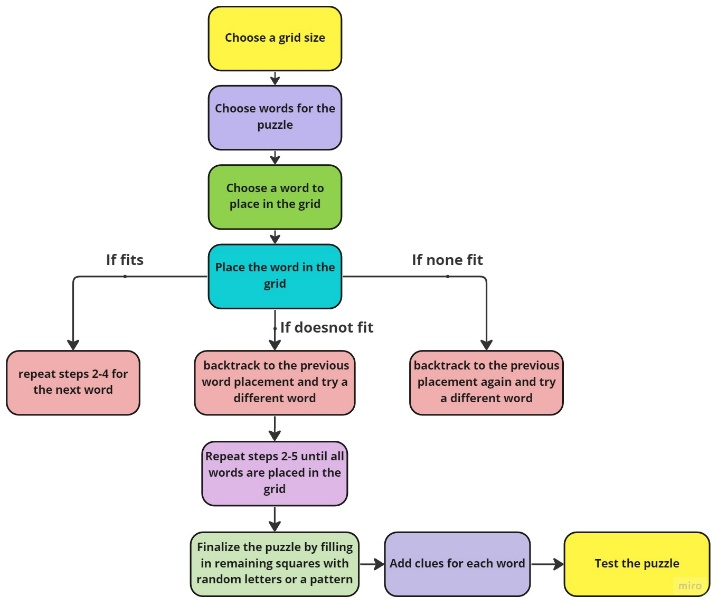 Choose a grid size
Choose words for the
puzzle
Choose a word to
place in the grid
Place the word in the
grid
If fits
If none fit
If doesnot fit
repeat steps 2-4 for
the next word
backtrack to the previous
word placement and try a
different word
backtrack to the previous
placement again and try
a different word
Repeat steps 2-5 until all
words are placed in the
grid
Finalize the puzzle by filling
in remaining squares with
random letters or a pattern
Add clues for each word
Test the puzzle
miro